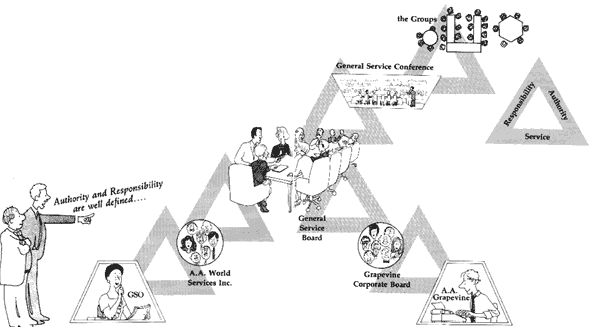 the Groups
General Service Conference
Responsibility
Authority
Service
Authority and Responsibility
are well defined....
General
Service
Board
A.A. World
Services Inc.
Grapevine
Corporate Board
GSO
A.A.
Grapevine